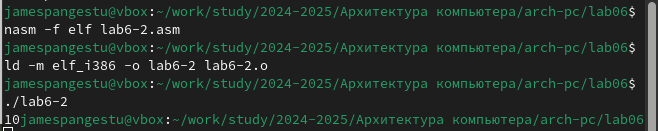 jamespangestu@vbox:~/work/study/2024-2025/Архитектура компьютера/arch-pc/lab06$
nasm -f elf lab6-2.asm
jamespangestu@vbox:~/work/study/2024-2025/Архитектура компьютера/arch-pc/lab06$
ld -m elf_i386 -o lab6-2 lab6-2.o
jamespangestu@vbox:~/work/study/2024-2025/Архитектура компьютера/arch-pc/lab06$
./lab6-2
10jamespangestu@vbox:~/work/study/2024-2025/Архитектура компьютера/arch-pc/lab06